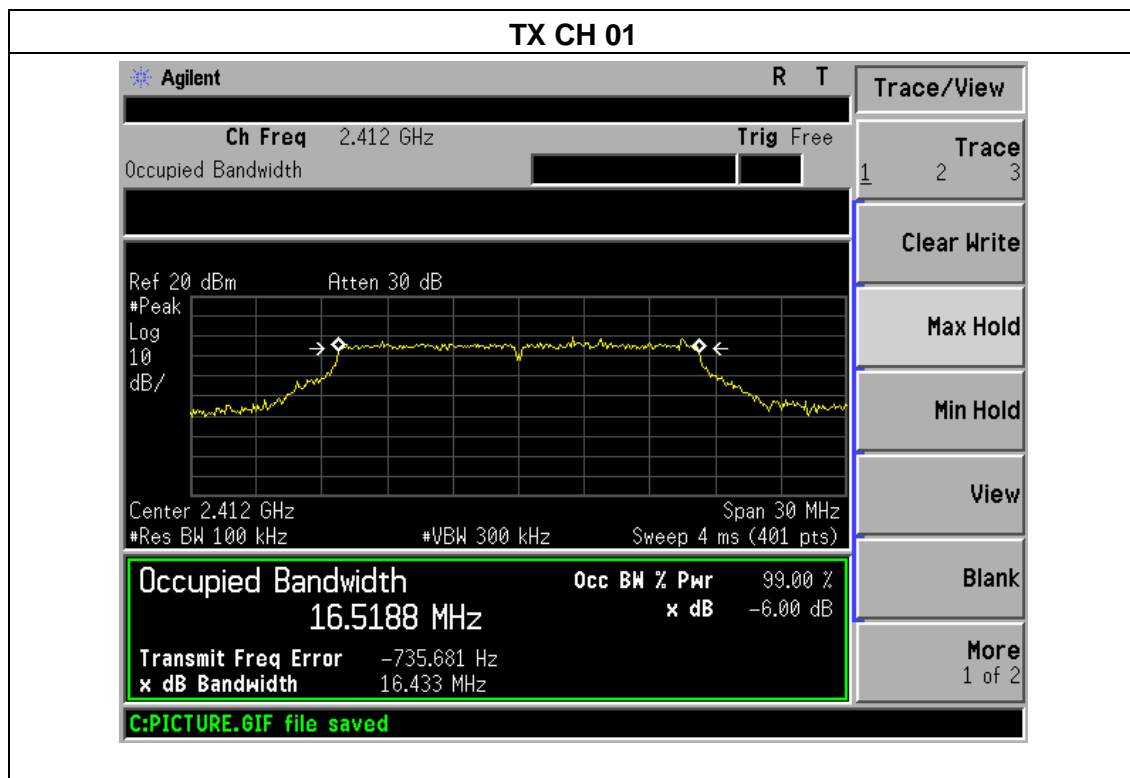 TX CH 01
Agilent R T
Trace/View
Ch Freq 2.412 GHz Trig Free
Occupied Bandwidth
Trace
1 2 3
Clear Write
Ref 20 dBm Atten 30 dB
#Peak
Log
10
dB/
Max Hold
Min Hold
View
Center 2.412 GHz Span 30 MHz
#Res BW 100 kHz #VBW 300 kHz Sweep 4 ms (401 pts)
Occupied Bandwidth Occ BW % Pwr 99.00 %
16.5188 MHz x dB -6.00 dB
Blank
Transmit Freq Error -735.681 Hz
x dB Bandwidth 16.433 MHz
More
1 of 2
C:PICTURE.GIF file saved